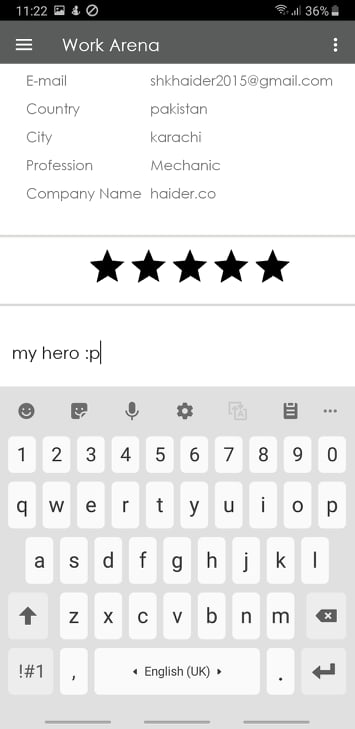 11:22 36%
Work Arena
E-mail shkhaider2015@gmail.com
Country pakistan
City karachi
Profession Mechanic
Company Name haider.co
my hero :p
1 2 3 4 5 6 7 8 9 0
q w e r t y u i o p
a s d f g h j k l
z x c v b n m
!#1 , English (UK) .